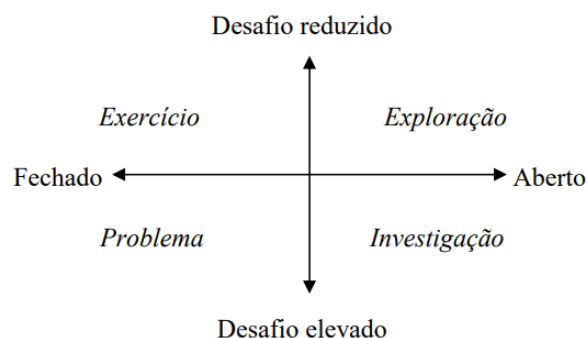 Desafio reduzido
Exercício
Exploração
Fechado
Aberto
Problema
Investigação
Desafio elevado